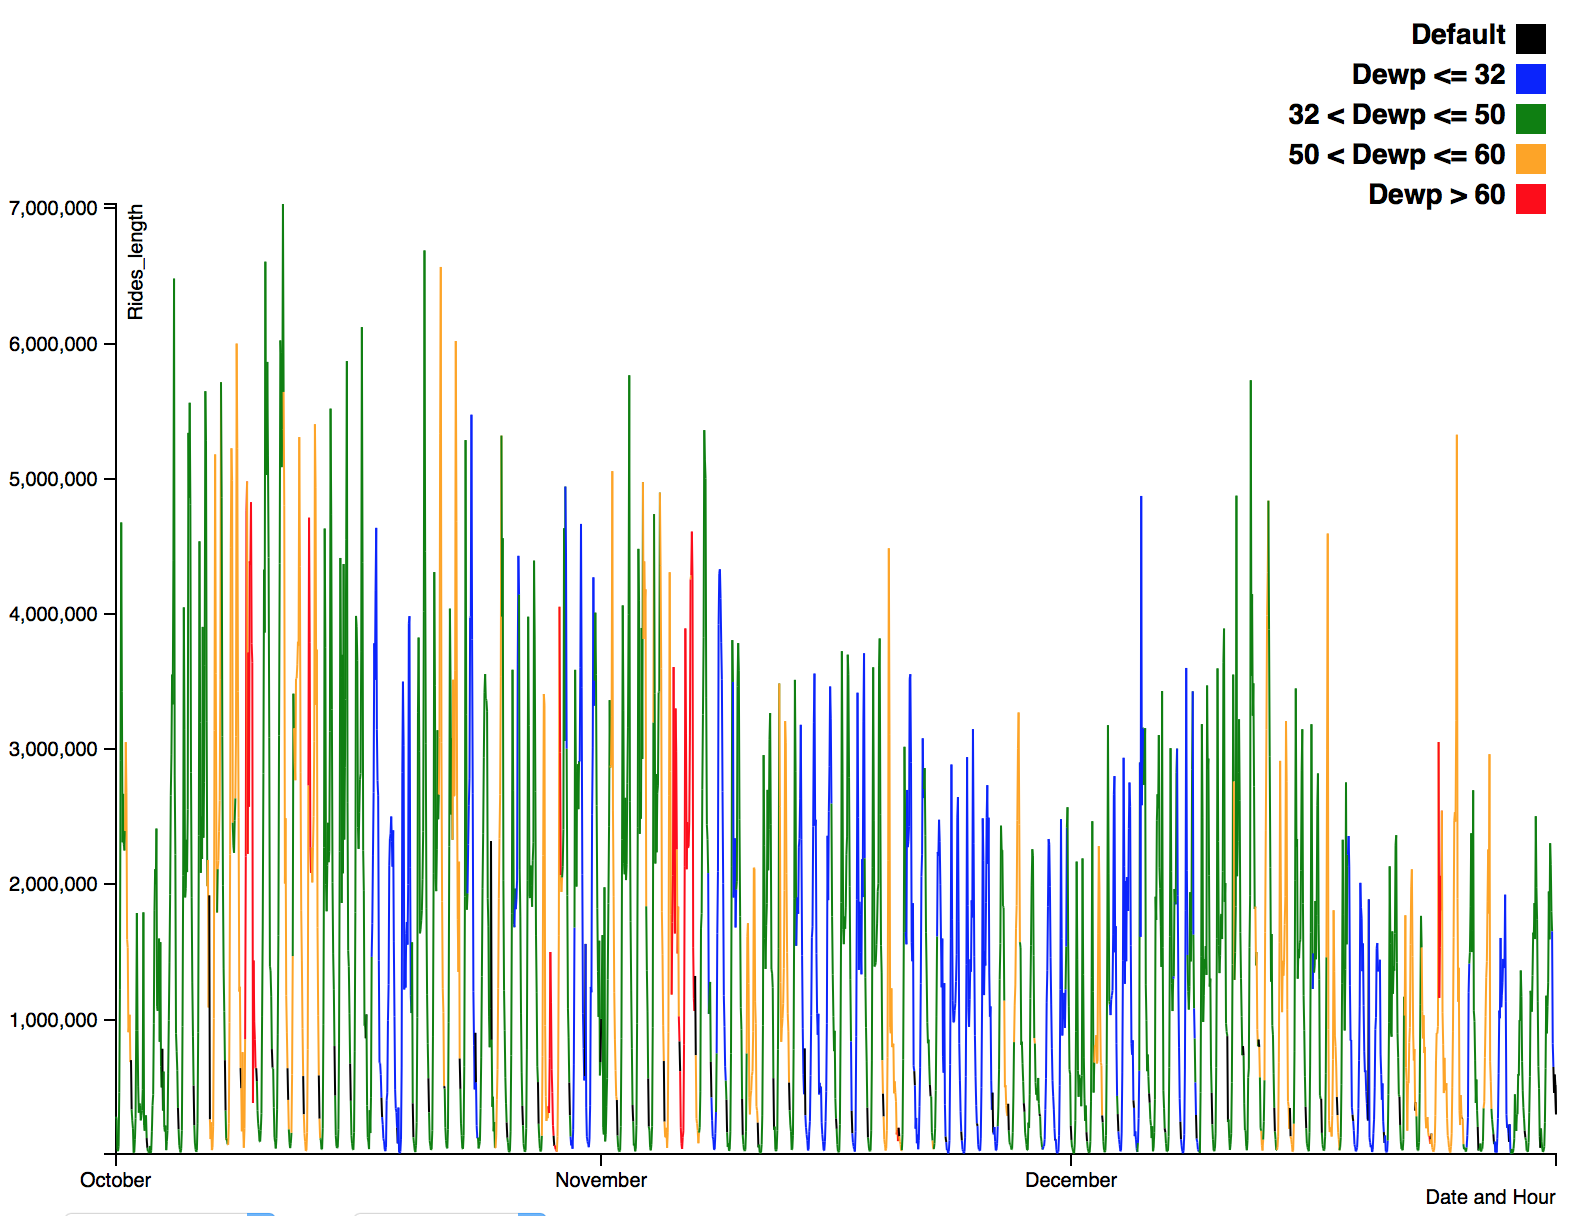 Default
Dewp <= 32
32 < Dewp <= 50
50 < Dewp <= 60
Dewp > 60
7,000,000
Rides_length
6,000,000
5,000,000
4,000,000
3,000,000
2,000,000
1,000,000
October
November
December
Date and Hour